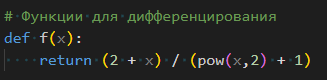 # Функции для дифференцирования
def f(x):
    return (2 + x) / (pow(x,2) + 1)